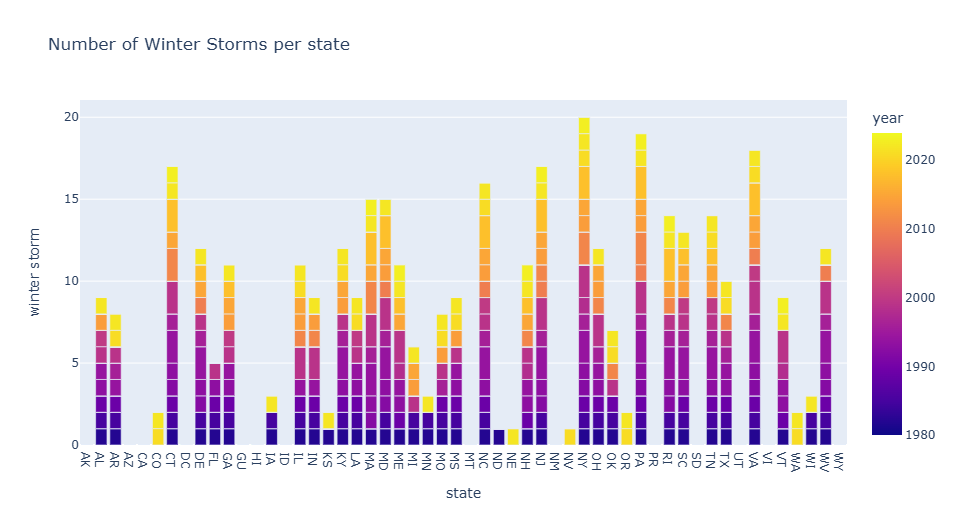 Number of Winter Storms per state
year
winter storm
20
15
10
5
0
2020
2010
2000
1990
1980
AK AL AR AZ CA CO CT DC DE FL GA GU HI IA ID IL IN KS KY LA MA MD ME MI MN MO MS MT NC ND NE NH NJ NM NV NY OH OK OR PA PR RI SC SD TN TX UT VA VI VT WA WI WV WY
state